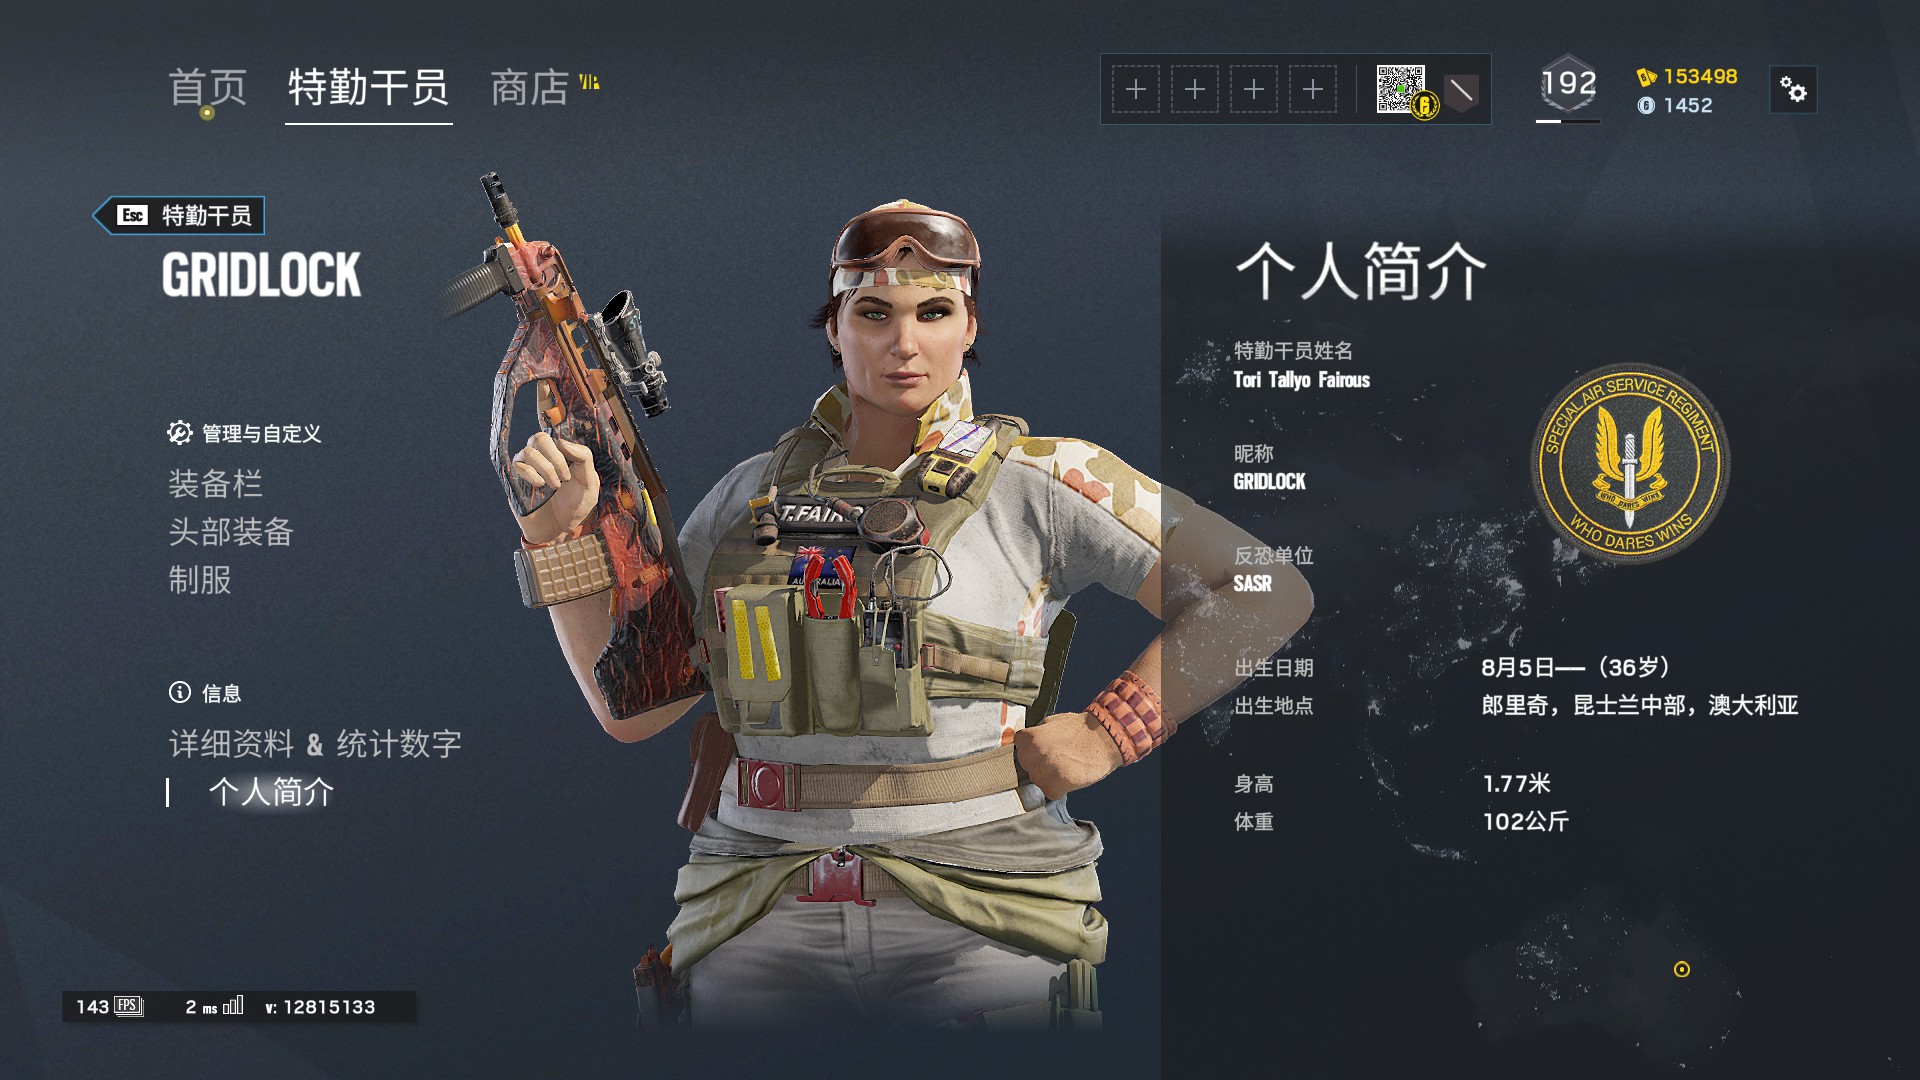 首页 特勤干员 商店
192
153498
1452
Esc 特勤干员
GRIDLOCK
管理与自定义
装备栏
头部装备
制服
信息
详细资料 & 统计数字
个人简介
143 FPS 2 ms v: 12815133
T.FAIRO
AUSTRALIA
个人简介
特勤干员姓名
Tori Tallyo Fairous
昵称
GRIDLOCK
反恐单位
SASR
SPECIAL AIR SERVICE REGIMENT
WHO DARES WINS
WHO DARES WINS
出生日期 8月5日——（36岁）
出生地点 郎里奇，昆士兰中部，澳大利亚
身高 1.77米
体重 102公斤